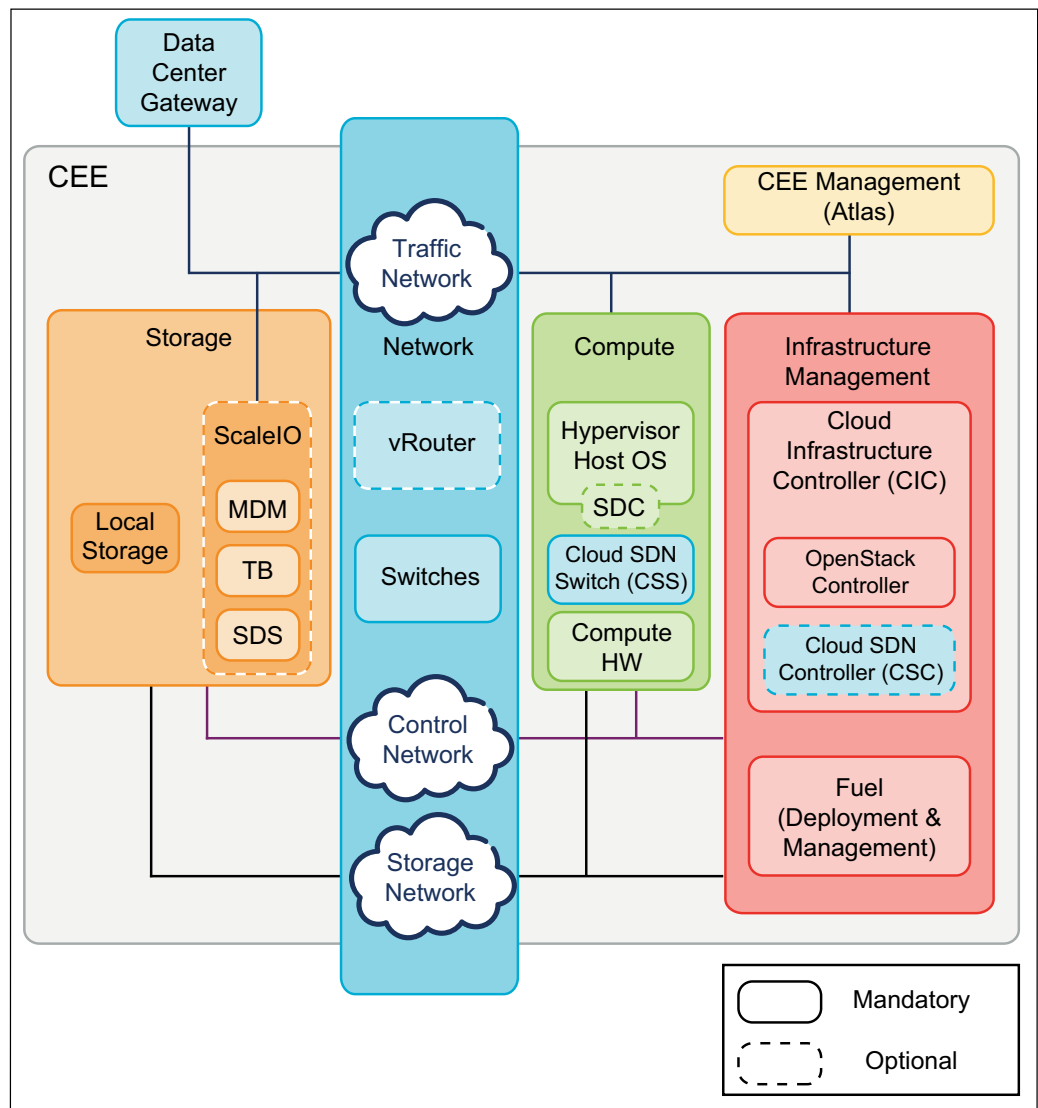 Data
Center
Gateway
CEE
CEE Management
(Atlas)
Traffic
Network
Storage
Network
Compute
Infrastructure
Management
ScaleIO
MDM
TB
SDS
Local
Storage
vRouter
Switches
Hypervisor
Host OS
SDC
Cloud SDN
Switch (CSS)
Compute
HW
Cloud
Infrastructure
Controller (CIC)
OpenStack
Controller
Cloud SDN
Controller (CSC)
Control
Network
Fuel
(Deployment &
Management)
Storage
Network
Mandatory
Optional